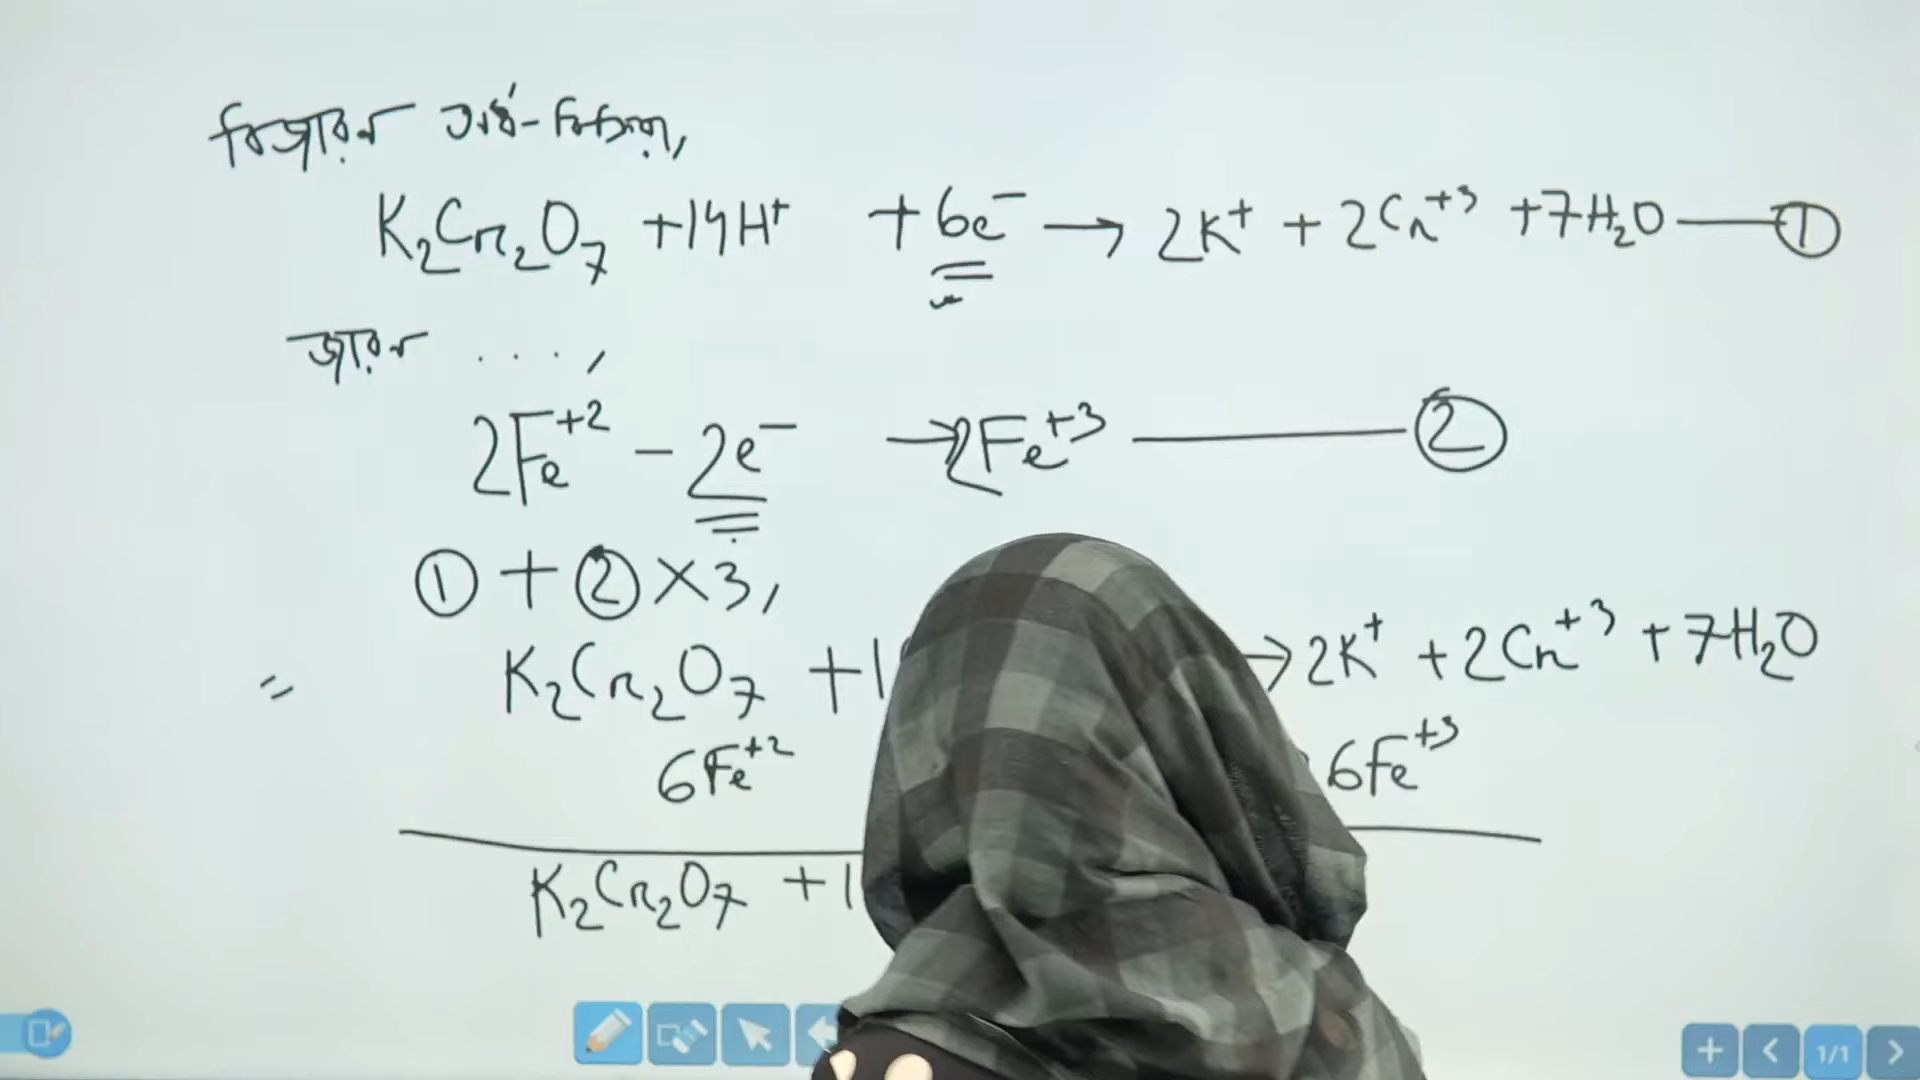 বিজারণ অর্ধ-বিক্রিয়া,
K₂Cr₂O₇ + 14H⁺ + 6e⁻ → 2K⁺ + 2Cr⁺³ + 7H₂O —— ①
জারণ ....,
2Fe⁺² - 2e⁻ → 2Fe⁺³ —— ②
① + ② × 3,
= K₂Cr₂O₇ + 1 → 2K⁺ + 2Cr⁺³ + 7H₂O
6Fe⁺² 6Fe⁺³
K₂Cr₂O₇ + 1
1/1